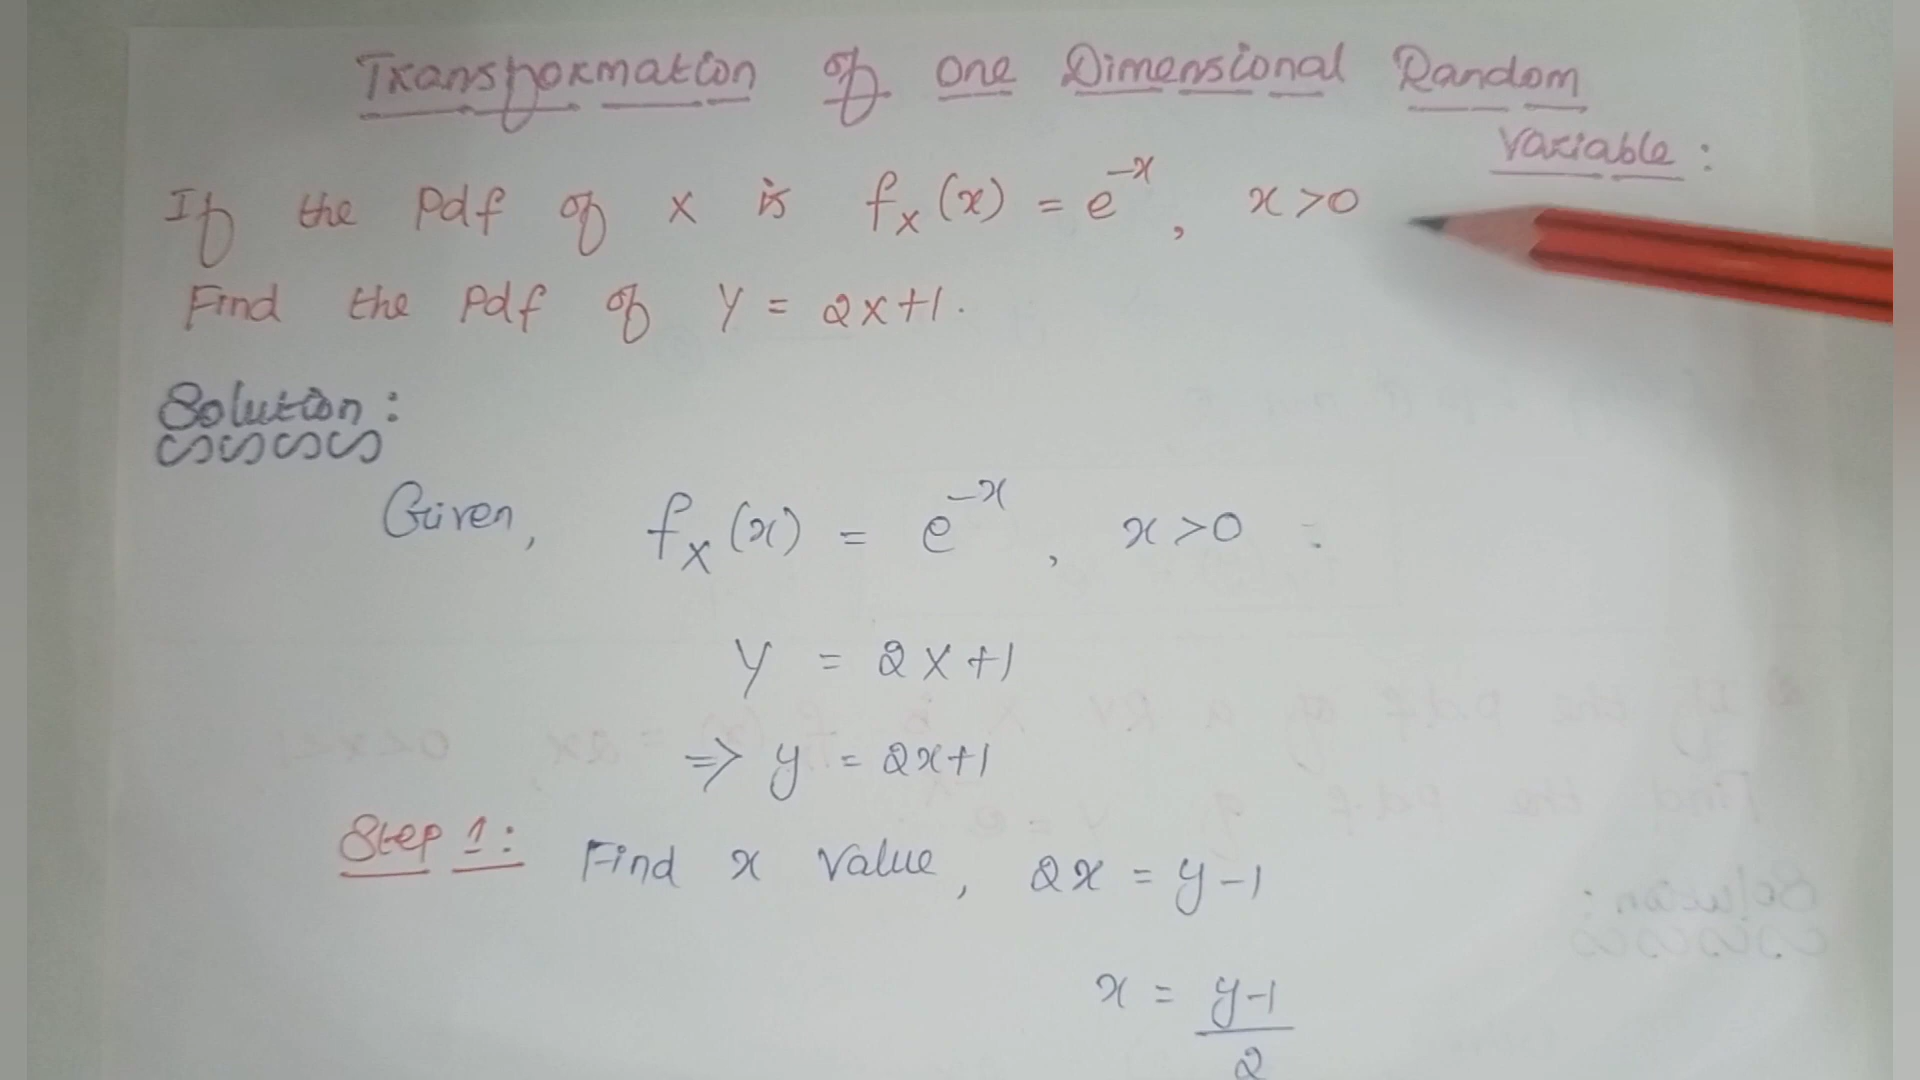 Transformation of One Dimensional Random
Variable :
If the Pdf of X is fₓ(x) = e⁻ˣ, x>0
Find the Pdf of Y = 2X+1.
Solution :
Given, fₓ(x) = e⁻ˣ, x>0
Y = 2X+1
⇒ y = 2x+1
Step 1 : Find x Value, 2x = y-1
x = y-1
2